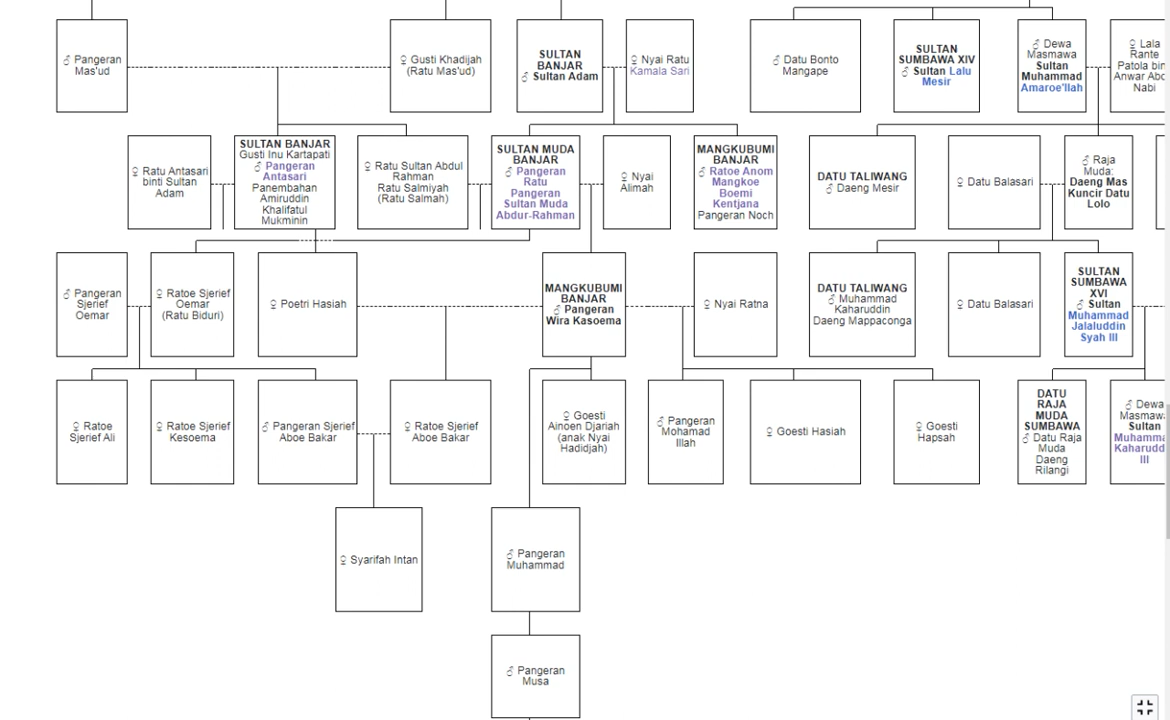 ♂ Pangeran
Mas'ud
♀ Gusti Khadijah
(Ratu Mas'ud)
SULTAN
BANJAR
♂ Sultan Adam
♀ Nyai Ratu
Kamala Sari
♂ Datu Bonto
Mangape
SULTAN
SUMBAWA XIV
♂ Sultan Lalu
Mesir
♂ Dewa
Masmawa
Sultan
Muhammad
Amaroe'llah
♀ Lala
Rante
Patola bin
Anwar Abd
Nabi
♀ Ratu Antasari
binti Sultan
Adam
SULTAN BANJAR
Gusti Inu Kartapati
♂ Pangeran
Antasari
Panembahan
Amiruddin
Khalifatul
Mukminin
♀ Ratu Sultan Abdul
Rahman
Ratu Salmiyah
(Ratu Salmah)
SULTAN MUDA
BANJAR
♂ Pangeran
Ratu
Pangeran
Sultan Muda
Abdur-Rahman
♀ Nyai
Alimah
MANGKUBUMI
BANJAR
♂ Ratoe Anom
Mangkoe
Boemi
Kentjana
Pangeran Noch
DATU TALIWANG
♂ Daeng Mesir
♀ Datu Balasari
♂ Raja
Muda:
Daeng Mas
Kuncir Datu
Lolo
♂ Pangeran
Sjerief
Oemar
♀ Ratoe Sjerief
Oemar
(Ratu Biduri)
♀ Poetri Hasiah
MANGKUBUMI
BANJAR
♂ Pangeran
Wira Kasoema
♀ Nyai Ratna
DATU TALIWANG
♂ Muhammad
Kaharuddin
Daeng Mappaconga
♀ Datu Balasari
SULTAN
SUMBAWA
XVI
♂ Sultan
Muhammad
Jalaluddin
Syah III
♀ Ratoe
Sjerief Ali
♀ Ratoe Sjerief
Kesoema
♂ Pangeran Sjerief
Aboe Bakar
♀ Ratoe Sjerief
Aboe Bakar
♀ Goesti
Ainoen Djariah
(anak Nyai
Hadidjah)
♂ Pangeran
Mohamad
Illah
♀ Goesti Hasiah
♀ Goesti
Hapsah
DATU
RAJA
MUDA
SUMBAWA
♂ Datu Raja
Muda
Daeng
Rilangi
♂ Dewa
Masmawa
Sultan
Muhamma
Kaharudd
III
♀ Syarifah Intan
♂ Pangeran
Muhammad
♂ Pangeran
Musa